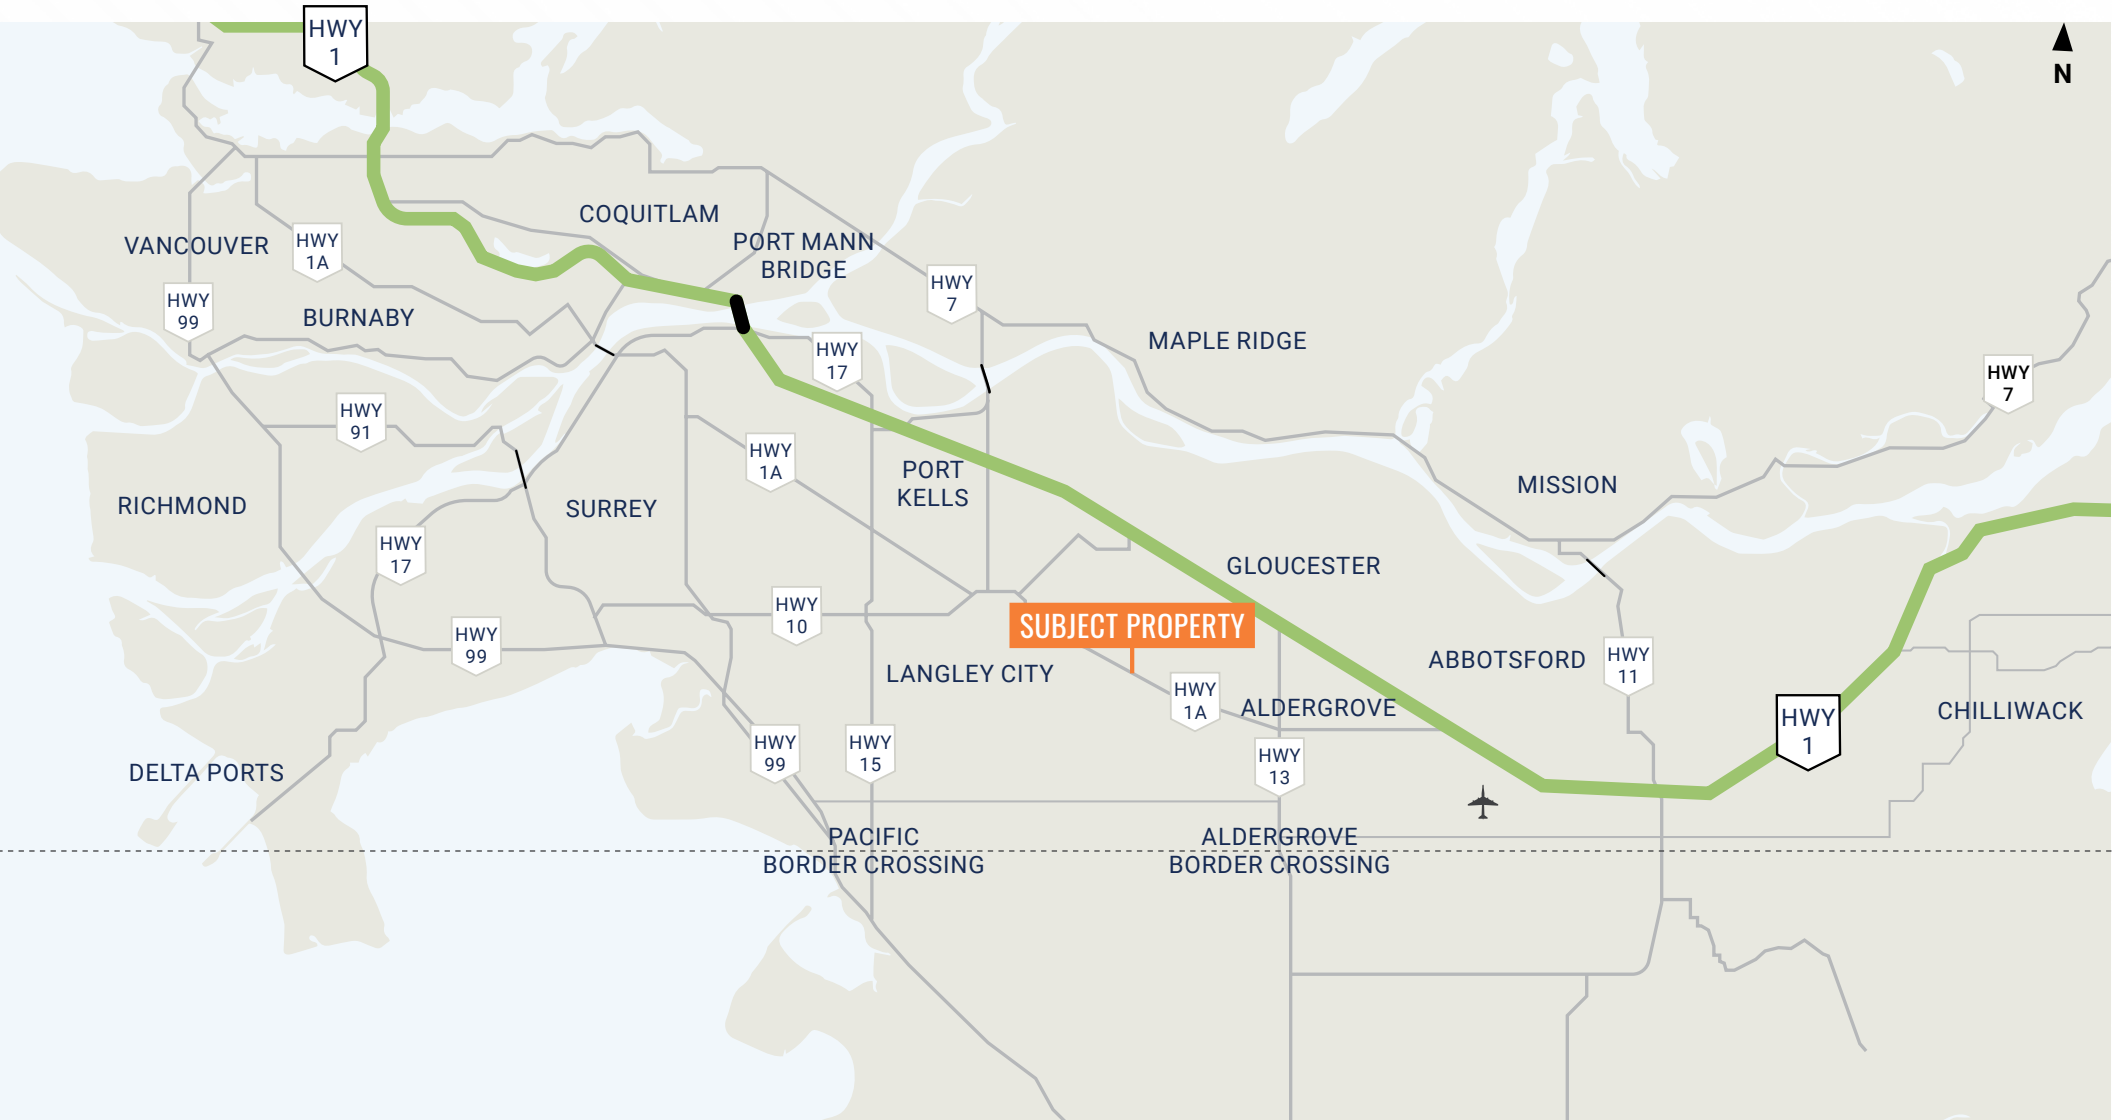 HWY
1
N
COQUITLAM
VANCOUVER
HWY
1A
PORT MANN
BRIDGE
HWY
7
HWY
99
BURNABY
HWY
17
MAPLE RIDGE
HWY
7
HWY
91
HWY
1A
PORT
KELLS
MISSION
RICHMOND
SURREY
HWY
17
GLOUCESTER
HWY
10
SUBJECT PROPERTY
HWY
99
LANGLEY CITY
ABBOTSFORD
HWY
11
HWY
1A
ALDERGROVE
HWY
1
CHILLIWACK
HWY
99
HWY
15
HWY
13
DELTA PORTS
PACIFIC
BORDER CROSSING
ALDERGROVE
BORDER CROSSING